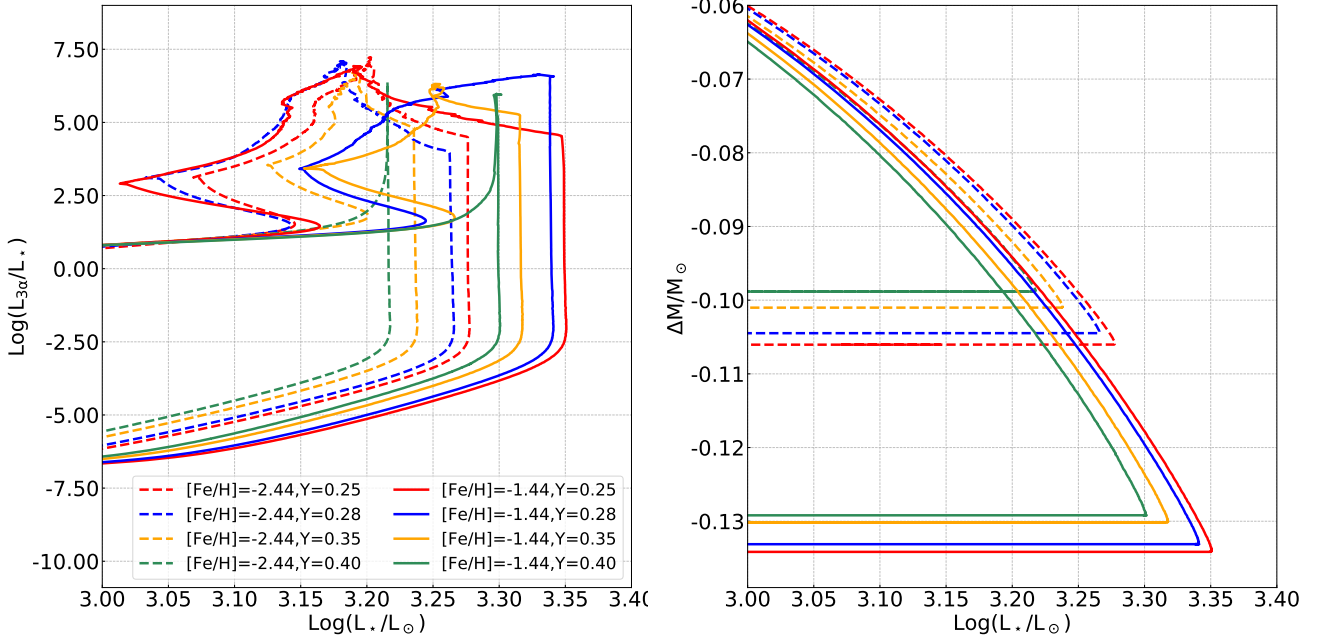 7.50
5.00
2.50
0.00
-2.50
-5.00
-7.50
-10.00
Log(L3α/L⋆)
[Fe/H]=-2.44,Y=0.25
[Fe/H]=-2.44,Y=0.28
[Fe/H]=-2.44,Y=0.35
[Fe/H]=-2.44,Y=0.40
[Fe/H]=-1.44,Y=0.25
[Fe/H]=-1.44,Y=0.28
[Fe/H]=-1.44,Y=0.35
[Fe/H]=-1.44,Y=0.40
3.00 3.05 3.10 3.15 3.20 3.25 3.30 3.35 3.40
Log(L⋆/L⊙)
-0.06
-0.07
-0.08
-0.09
-0.10
-0.11
-0.12
-0.13
ΔM/M⊙
3.00 3.05 3.10 3.15 3.20 3.25 3.30 3.35 3.40
Log(L⋆/L⊙)